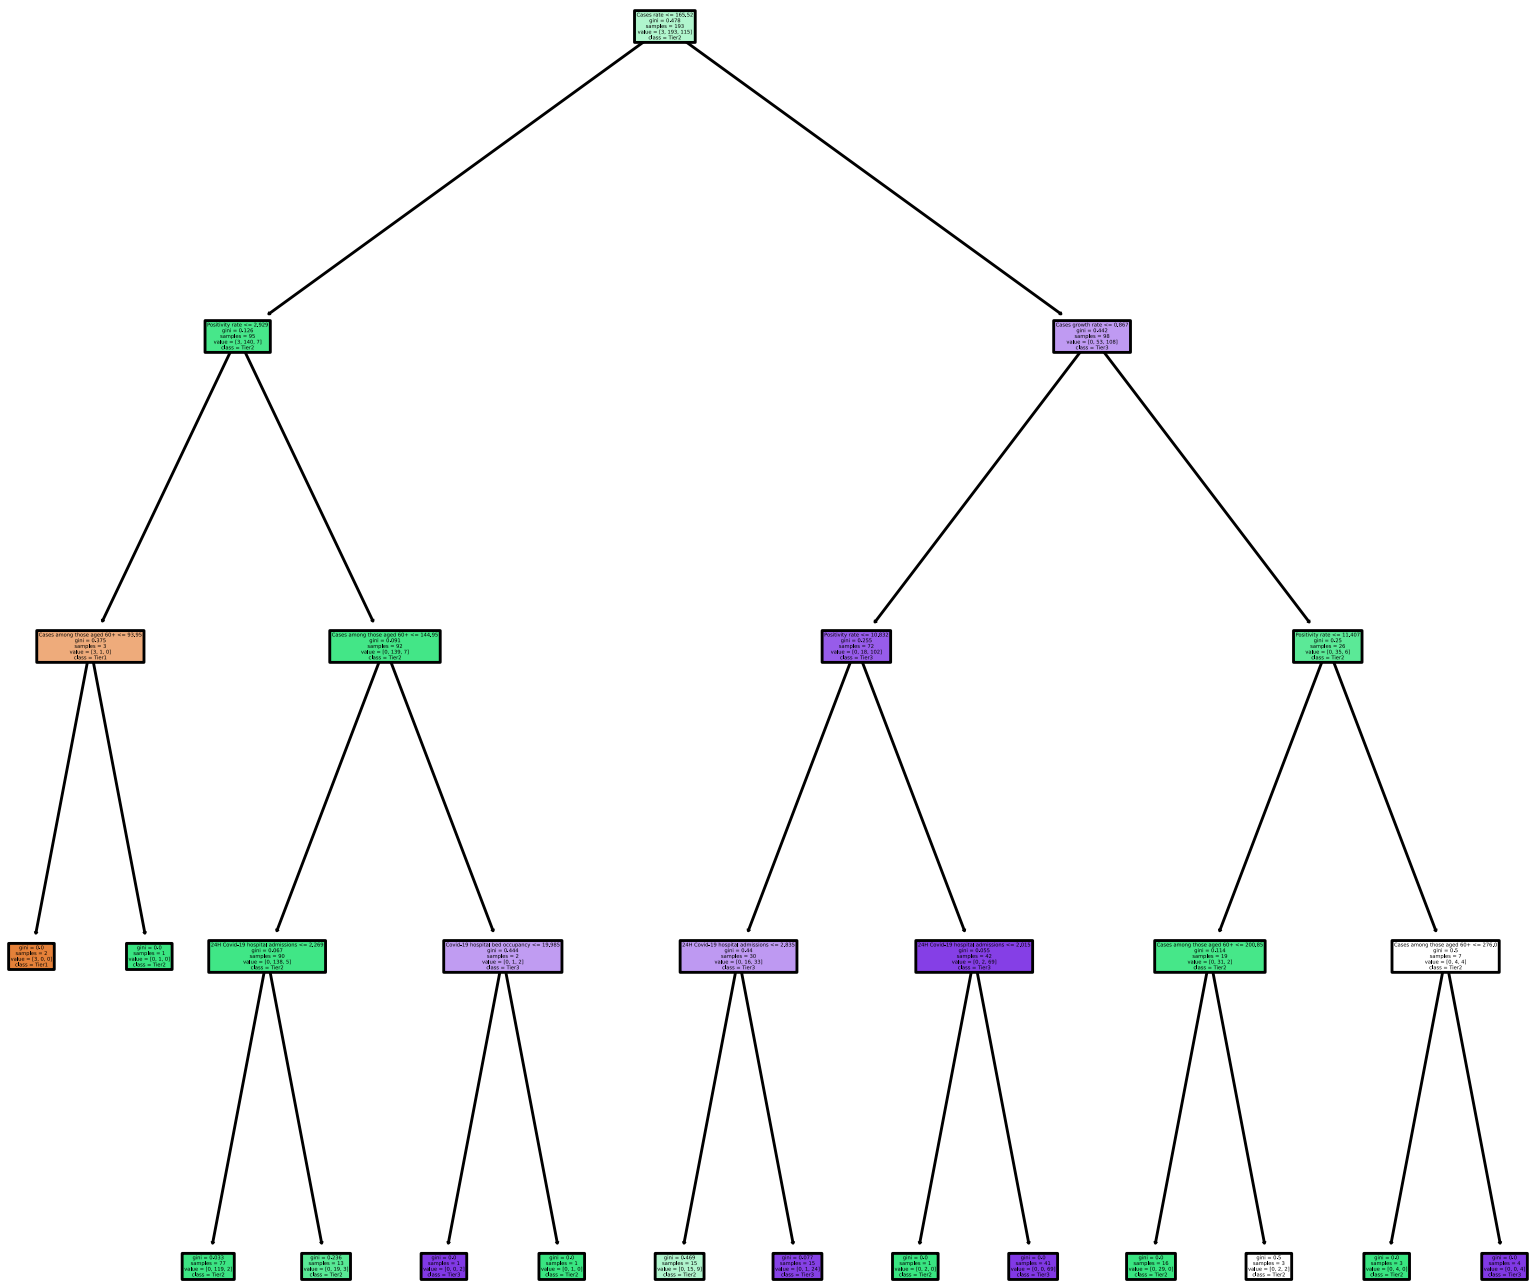 Cases rate <= 165.52
gini = 0.478
samples = 193
value = [3, 193, 115]
class = Tier2
Positivity rate <= 2.929
gini = 0.126
samples = 95
value = [3, 140, 7]
class = Tier2
Cases growth rate <= 0.867
gini = 0.442
samples = 98
value = [0, 53, 108]
class = Tier3
Cases among those aged 60+ <= 93.95
gini = 0.375
samples = 3
value = [3, 1, 0]
class = Tier1
Cases among those aged 60+ <= 144.95
gini = 0.091
samples = 92
value = [0, 139, 7]
class = Tier2
Positivity rate <= 10.832
gini = 0.255
samples = 72
value = [0, 18, 102]
class = Tier3
Positivity rate <= 11.407
gini = 0.25
samples = 26
value = [0, 35, 6]
class = Tier2
gini = 0.0
samples = 2
value = [3, 0, 0]
class = Tier1
gini = 0.0
samples = 1
value = [0, 1, 0]
class = Tier2
24H Covid-19 hospital admissions <= 2.269
gini = 0.067
samples = 90
value = [0, 138, 5]
class = Tier2
Covid-19 hospital bed occupancy <= 19.985
gini = 0.444
samples = 2
value = [0, 1, 2]
class = Tier3
24H Covid-19 hospital admissions <= 2.835
gini = 0.44
samples = 30
value = [0, 16, 33]
class = Tier3
24H Covid-19 hospital admissions <= 2.015
gini = 0.055
samples = 42
value = [0, 2, 69]
class = Tier3
Cases among those aged 60+ <= 200.85
gini = 0.114
samples = 19
value = [0, 31, 2]
class = Tier2
Cases among those aged 60+ <= 276.0
gini = 0.5
samples = 7
value = [0, 4, 4]
class = Tier2
gini = 0.033
samples = 77
value = [0, 119, 2]
class = Tier2
gini = 0.236
samples = 13
value = [0, 19, 3]
class = Tier2
gini = 0.0
samples = 1
value = [0, 0, 2]
class = Tier3
gini = 0.0
samples = 1
value = [0, 1, 0]
class = Tier2
gini = 0.469
samples = 15
value = [0, 15, 9]
class = Tier2
gini = 0.077
samples = 15
value = [0, 1, 24]
class = Tier3
gini = 0.0
samples = 1
value = [0, 2, 0]
class = Tier2
gini = 0.0
samples = 41
value = [0, 0, 69]
class = Tier3
gini = 0.0
samples = 16
value = [0, 29, 0]
class = Tier2
gini = 0.5
samples = 3
value = [0, 2, 2]
class = Tier2
gini = 0.0
samples = 3
value = [0, 4, 0]
class = Tier2
gini = 0.0
samples = 4
value = [0, 0, 4]
class = Tier3